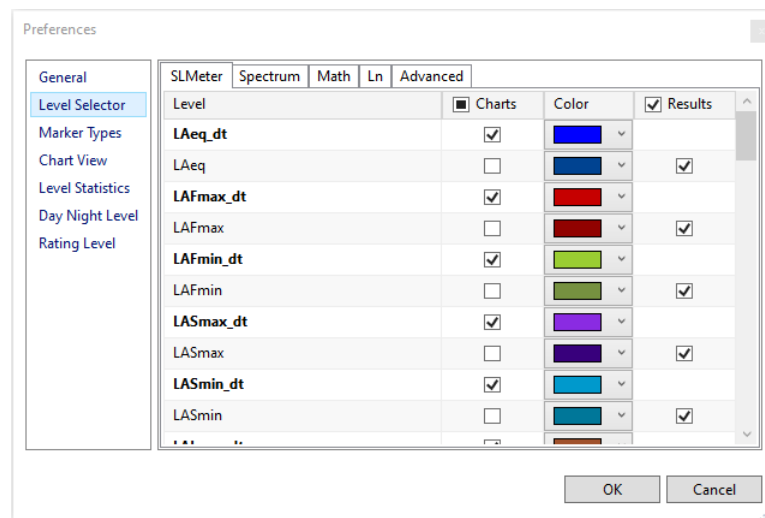 Preferences
General
Level Selector
Marker Types
Chart View
Level Statistics
Day Night Level
Rating Level
SLMeter Spectrum Math Ln Advanced
Level Charts Color Results
LAeq_dt
LAeq
LAFmax_dt
LAFmax
LAFmin_dt
LAFmin
LASmax_dt
LASmax
LASmin_dt
LASmin
OK Cancel